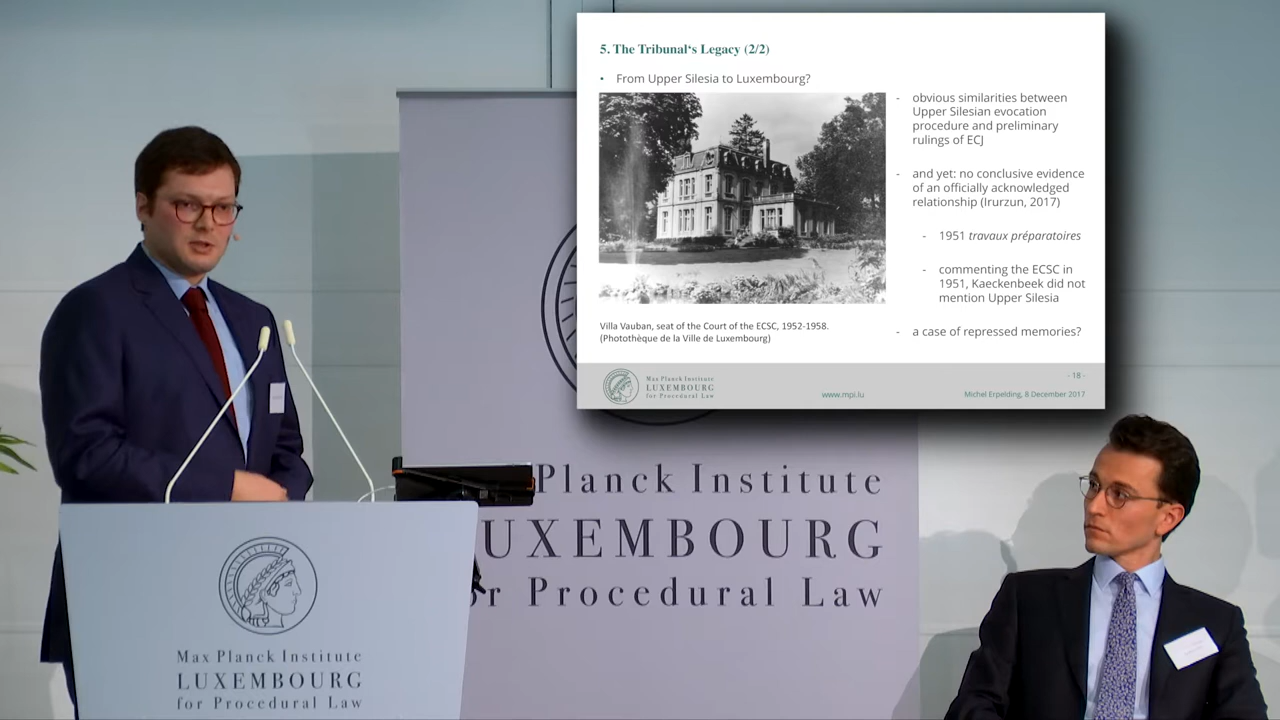 5. The Tribunal‘s Legacy (2/2)
• From Upper Silesia to Luxembourg?
- obvious similarities between
Upper Silesian evocation
procedure and preliminary
rulings of ECJ
- and yet: no conclusive evidence
of an officially acknowledged
relationship (Irurzun, 2017)
- 1951 travaux préparatoires
- commenting the ECSC in
1951, Kaeckenbeek did not
mention Upper Silesia
- a case of repressed memories?
Villa Vauban, seat of the Court of the ECSC, 1952-1958.
(Photothèque de la Ville de Luxembourg)
Max Planck Institute
LUXEMBOURG
for Procedural Law
www.mpi.lu
- 18 -
Michel Erpelding, 8 December 2017
Planck Institute
UXEMBOURG
r Procedural Law
Max Planck Institute
LUXEMBOURG
for Procedural Law